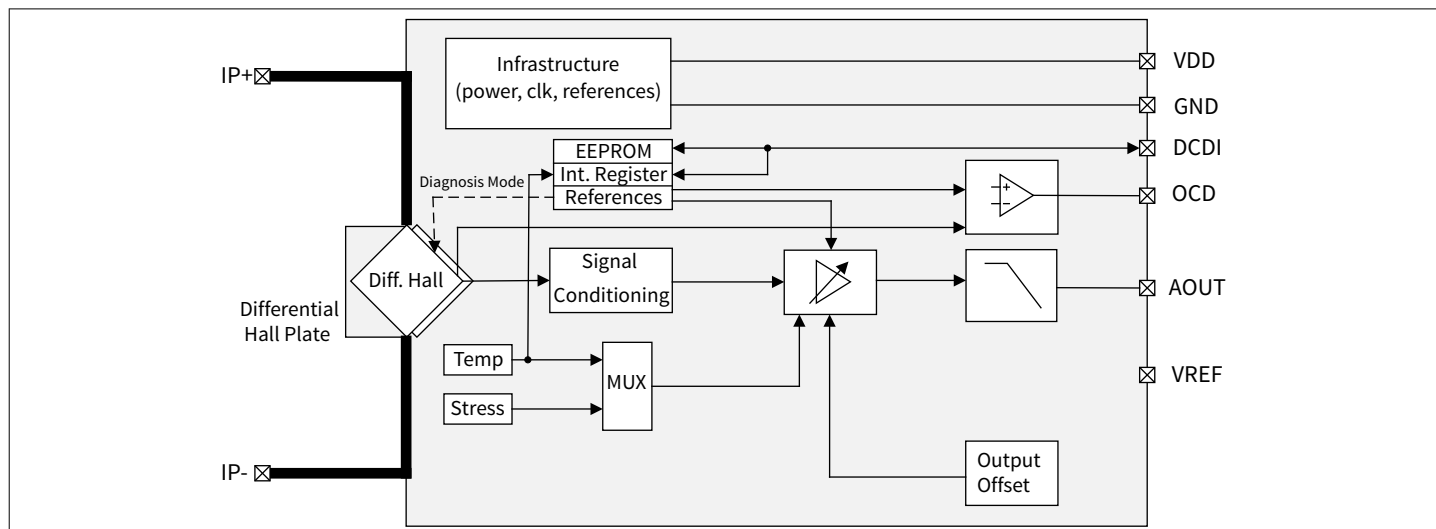 IP+
Infrastructure
(power, clk, references)
VDD
GND
EEPROM
DCDI
Int. Register
Diagnosis Mode
References
OCD
+
Diff. Hall
Signal
Conditioning
AOUT
Differential
Hall Plate
Temp
MUX
VREF
Stress
IP-
Output
Offset